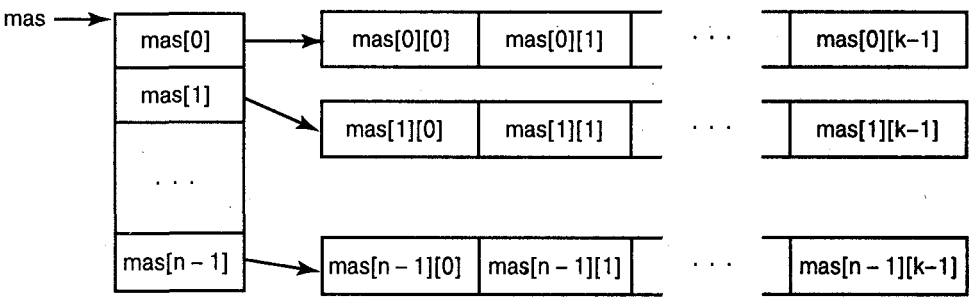 mas
mas[0] mas[0][0] mas[0][1] . . . mas[0][k–1]
mas[1] mas[1][0] mas[1][1] . . . mas[1][k–1]
. . .
mas[n – 1] mas[n – 1][0] mas[n – 1][1] . . . mas[n – 1][k–1]